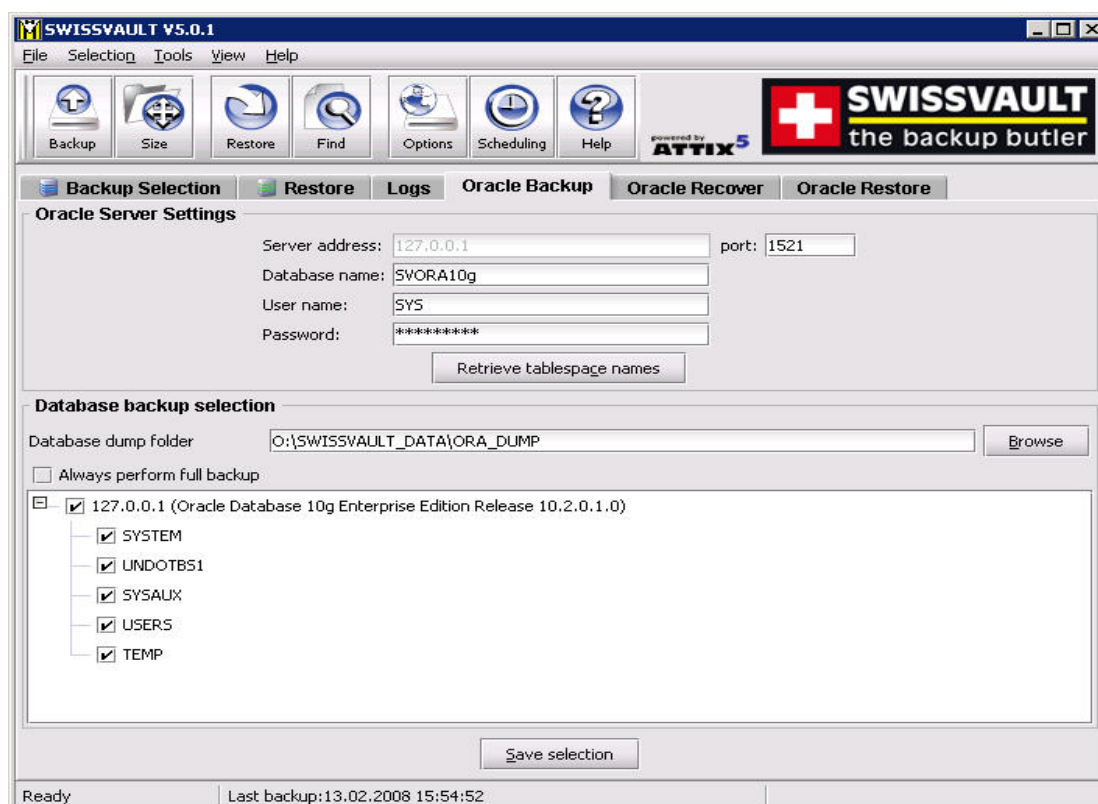 SWISSVAULT V5.0.1
File Selection Tools View Help
Backup Size Restore Find Options Scheduling Help
powered by ATTIX5
SWISSVAULT
the backup butler
Backup Selection Restore Logs Oracle Backup Oracle Recover Oracle Restore
Oracle Server Settings
Server address: 127.0.0.1 port: 1521
Database name: SVORA10g
User name: SYS
Password: *********
Retrieve tablespace names
Database backup selection
Database dump folder O:\SWISSVAULT_DATA\ORA_DUMP Browse
Always perform full backup
127.0.0.1 (Oracle Database 10g Enterprise Edition Release 10.2.0.1.0)
SYSTEM
UNDOTBS1
SYSAUX
USERS
TEMP
Save selection
Ready Last backup:13.02.2008 15:54:52